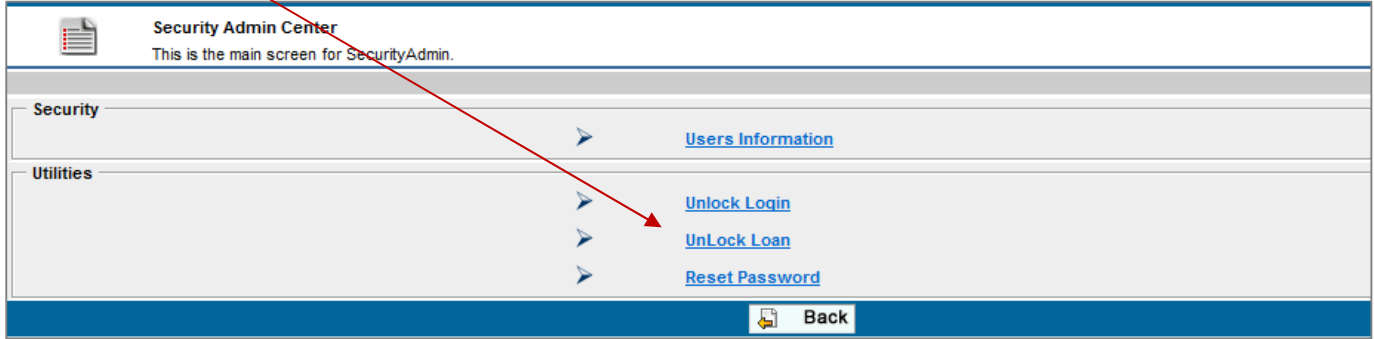 Security Admin Center
This is the main screen for SecurityAdmin.
Security
Users Information
Utilities
Unlock Login
UnLock Loan
Reset Password
Back